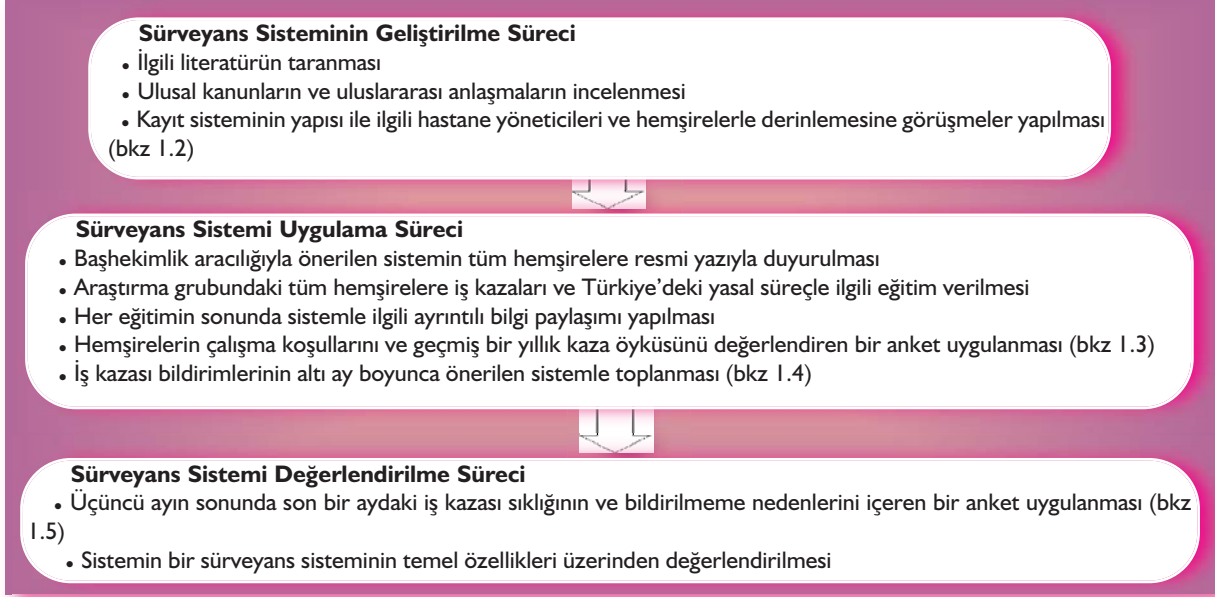 Sürveyans Sisteminin Geliştirilme Süreci
• İlgili literatürün taranması
• Ulusal kanunların ve uluslararası anlaşmaların incelenmesi
• Kayıt sisteminin yapısı ile ilgili hastane yöneticileri ve hemşirelerle derinlemesine görüşmeler yapılması
(bkz 1.2)
Sürveyans Sistemi Uygulama Süreci
• Başhekimlik aracılığıyla önerilen sistemin tüm hemşirelere resmi yazıyla duyurulması
• Araştırma grubundaki tüm hemşirelere iş kazaları ve Türkiye’deki yasal süreçle ilgili eğitim verilmesi
• Her eğitimin sonunda sistemle ilgili ayrıntılı bilgi paylaşımı yapılması
• Hemşirelerin çalışma koşullarını ve geçmiş bir yıllık kaza öyküsünü değerlendiren bir anket uygulanması (bkz 1.3)
• İş kazası bildirimlerinin altı ay boyunca önerilen sistemle toplanması (bkz 1.4)
Sürveyans Sistemi Değerlendirilme Süreci
• Üçüncü ayın sonunda son bir aydaki iş kazası sıklığının ve bildirilmeme nedenlerini içeren bir anket uygulanması (bkz
1.5)
• Sistemin bir sürveyans sisteminin temel özellikleri üzerinden değerlendirilmesi